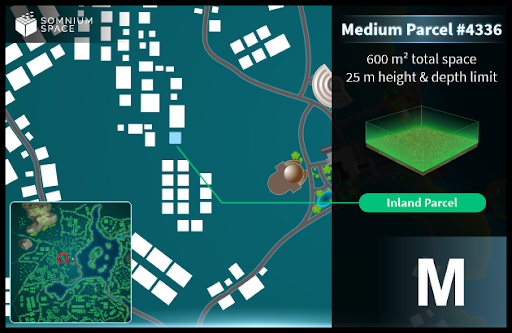 SOMNIUM
SPACE
Medium Parcel #4336
600 m² total space
25 m height & depth limit
Inland Parcel
M